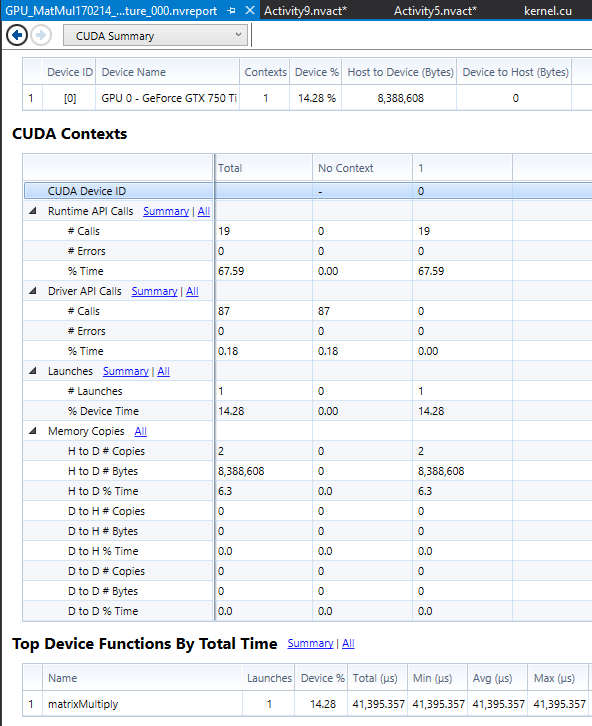 GPU_MatMul170214_...ture_000.nvreport Activity9.nvact* Activity5.nvact* kernel.cu
CUDA Summary
Device ID Device Name Contexts Device % Host to Device (Bytes) Device to Host (Bytes)
1 [0] GPU 0 - GeForce GTX 750 Ti 1 14.28 % 8,388,608 0
CUDA Contexts
Total No Context 1
CUDA Device ID - 0
Runtime API Calls Summary | All
# Calls 19 0 19
# Errors 0 0 0
% Time 67.59 0.00 67.59
Driver API Calls Summary | All
# Calls 87 87 0
# Errors 0 0 0
% Time 0.18 0.18 0.00
Launches Summary | All
# Launches 1 0 1
% Device Time 14.28 0.00 14.28
Memory Copies All
H to D # Copies 2 0 2
H to D # Bytes 8,388,608 0 8,388,608
H to D % Time 6.3 0.0 6.3
D to H # Copies 0 0 0
D to H # Bytes 0 0 0
D to H % Time 0.0 0.0 0.0
D to D # Copies 0 0 0
D to D # Bytes 0 0 0
D to D % Time 0.0 0.0 0.0
Top Device Functions By Total Time Summary | All
Name Launches Device % Total (µs) Min (µs) Avg (µs) Max (µs)
1 matrixMultiply 1 14.28 41,395.357 41,395.357 41,395.357 41,395.357